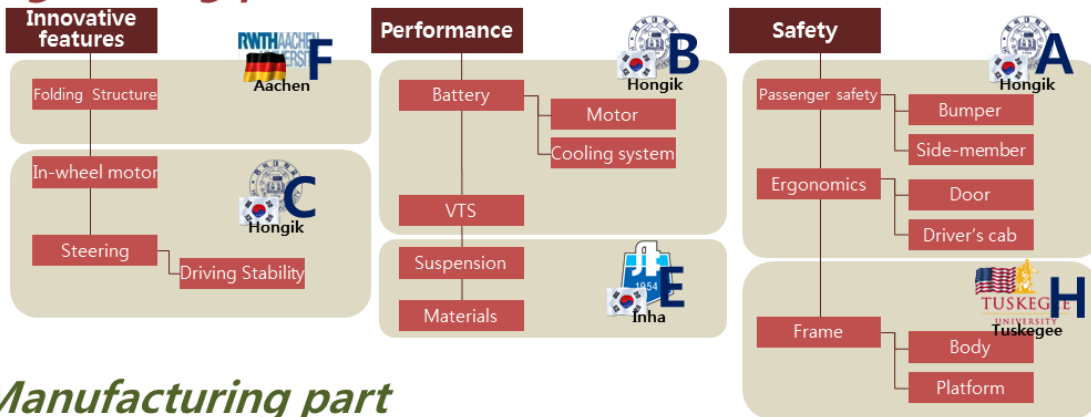 Innovative
features
RWTH AACHEN
F
Aachen
Folding Structure
In-wheel motor
C
Hongik
Steering
Driving Stability
Performance
B
Hongik
Battery
Motor
Cooling system
VTS
Suspension
1954
E
Inha
Materials
Safety
A
Hongik
Passenger safety
Bumper
Side-member
Ergonomics
Door
Driver's cab
H
TUSKEGEE
UNIVERSITY
Tuskegee
Frame
Body
Platform
Manufacturing part